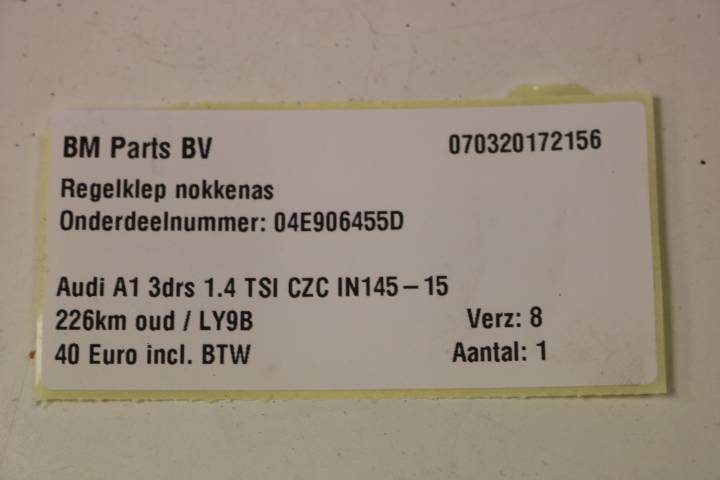 BM Parts BV 070320172156
Regelklep nokkenas
Onderdeelnummer: 04E906455D
Audi A1 3drs 1.4 TSI CZC IN145-15
226km oud / LY9B Verz: 8
40 Euro incl. BTW Aantal: 1